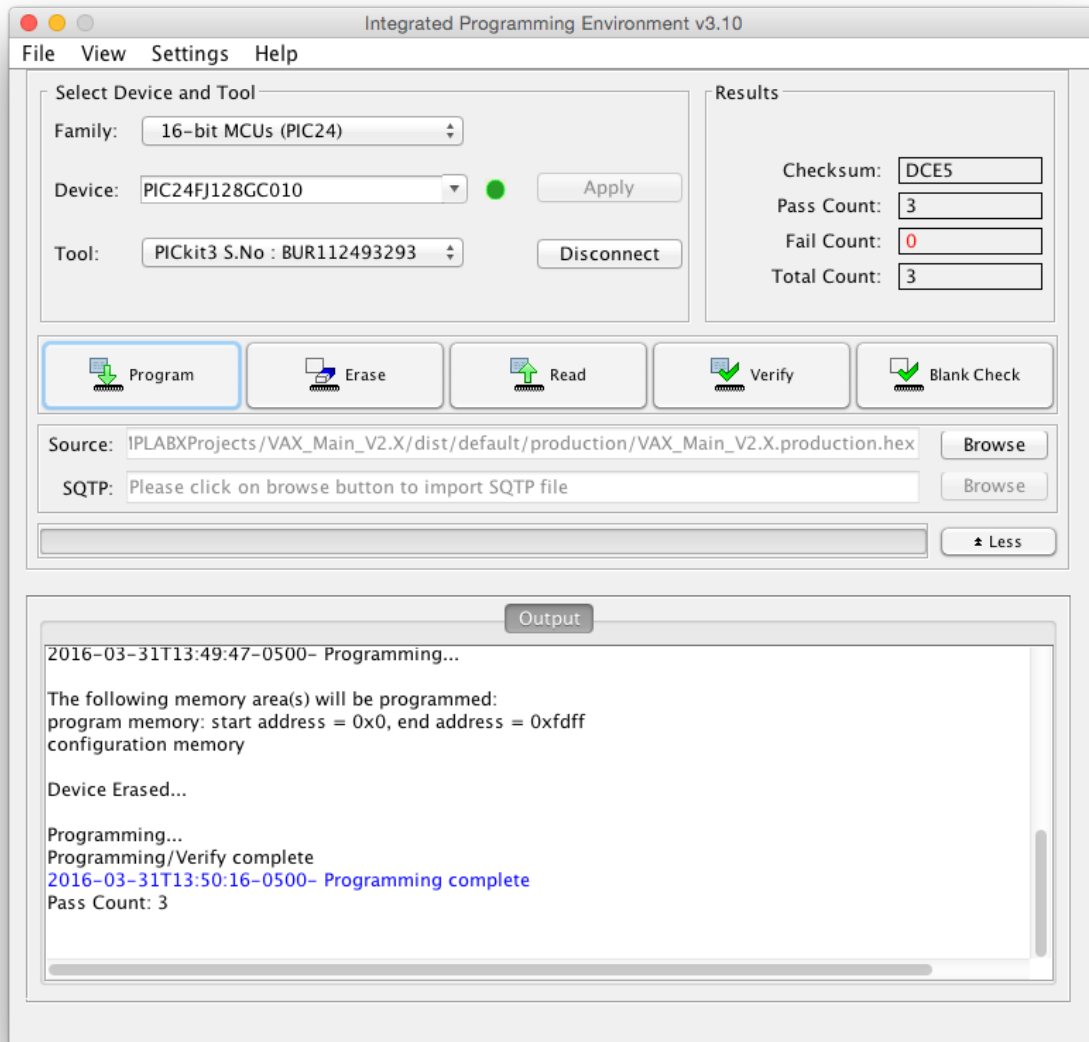 Integrated Programming Environment v3.10
File View Settings Help
Select Device and Tool
Family: 16-bit MCUs (PIC24)
Device: PIC24FJ128GC010 Apply
Tool: PICkit3 S.No : BUR112493293 Disconnect
Results
Checksum: DCE5
Pass Count: 3
Fail Count: 0
Total Count: 3
Program Erase Read Verify Blank Check
Source: MPLABXProjects/VAX_Main_V2.X/dist/default/production/VAX_Main_V2.X.production.hex Browse
SQTP: Please click on browse button to import SQTP file Browse
Less
Output
2016-03-31T13:49:47-0500- Programming...
The following memory area(s) will be programmed:
program memory: start address = 0x0, end address = 0xfdff
configuration memory
Device Erased...
Programming...
Programming/Verify complete
2016-03-31T13:50:16-0500- Programming complete
Pass Count: 3